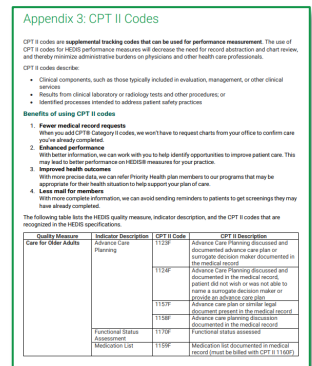 Appendix 3: CPT II Codes
CPT II codes are supplemental tracking codes that can be used for performance measurement. The use of
CPT II codes for HEDIS performance measures will decrease the need for record abstraction and chart review,
and thereby minimize administrative burdens on physicians and other health care professionals.
CPT II codes describe:
• Clinical components, such as those typically included in evaluation, management, or other clinical
services
• Results from clinical laboratory or radiology tests and other procedures; or
• Identified processes intended to address patient safety practices
Benefits of using CPT II codes
1. Fewer medical record requests
When you add CPT® Category II codes, we won't have to request charts from your office to confirm care
you've already completed.
2. Enhanced performance
With better information, we can work with you to help identify opportunities to improve patient care. This
may lead to better performance on HEDIS® measures for your practice.
3. Improved health outcomes
With more precise data, we can refer Priority Health plan members to our programs that may be
appropriate for their health situation to help support your plan of care.
4. Less mail for members
With more complete information, we can avoid sending reminders to patients to get screenings they may
have already completed.
The following table lists the HEDIS quality measure, indicator description, and the CPT II codes that are
recognized in the HEDIS specifications.
Quality Measure Indicator Description CPT II Code CPT II Description
Care for Older Adults Advance Care 1123F Advance Care Planning discussed and
Planning documented advance care plan or
surrogate decision maker documented in
the medical record
1124F Advance Care Planning discussed and
documented in the medical record,
patient did not wish or was not able to
name a surrogate decision maker or
provide an advance care plan
1157F Advance care plan or similar legal
document present in the medical record
1158F Advance care planning discussion
documented in the medical record
Functional Status 1170F Functional status assessed
Assessment
Medication List 1159F Medication list documented in medical
record (must be billed with CPT II 1160F)